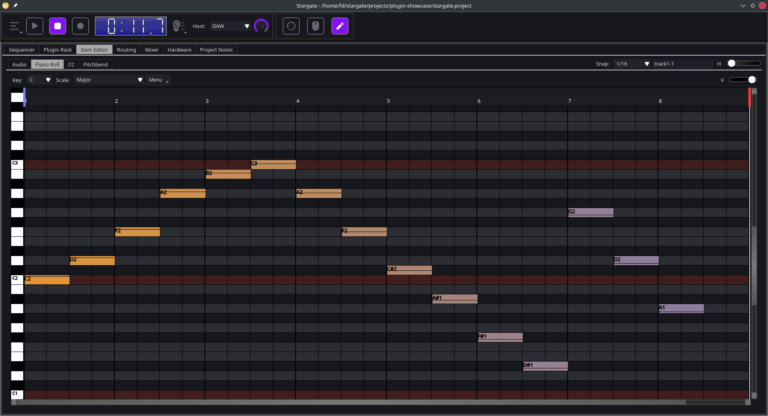 Stargate - /home/fd/stargate/projects/plugin-showcase/stargate.project
0:11.7
Host: DAW
Sequencer Plugin Rack Item Editor Routing Mixer Hardware Project Notes
Audio Piano Roll CC Pitchbend Snap: 1/16 track1-1 H
Key: C Scale: Major Menu V
2 3 4 5 6 7 8
C3 C3
B2
A2 A2
G2
F2 F2
D2 D2
C#2
C2 C2
A#1
A1
F#1
D#1
C1